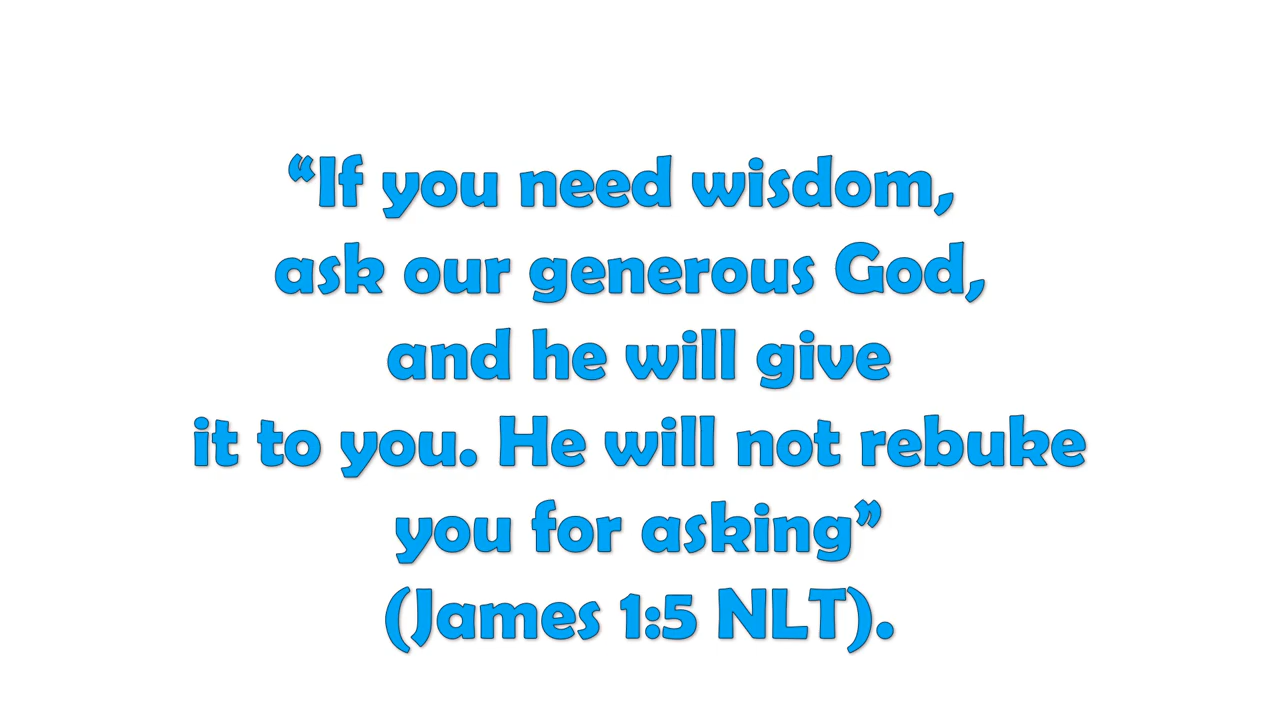 “If you need wisdom,
ask our generous God,
and he will give
it to you. He will not rebuke
you for asking”
(James 1:5 NLT).